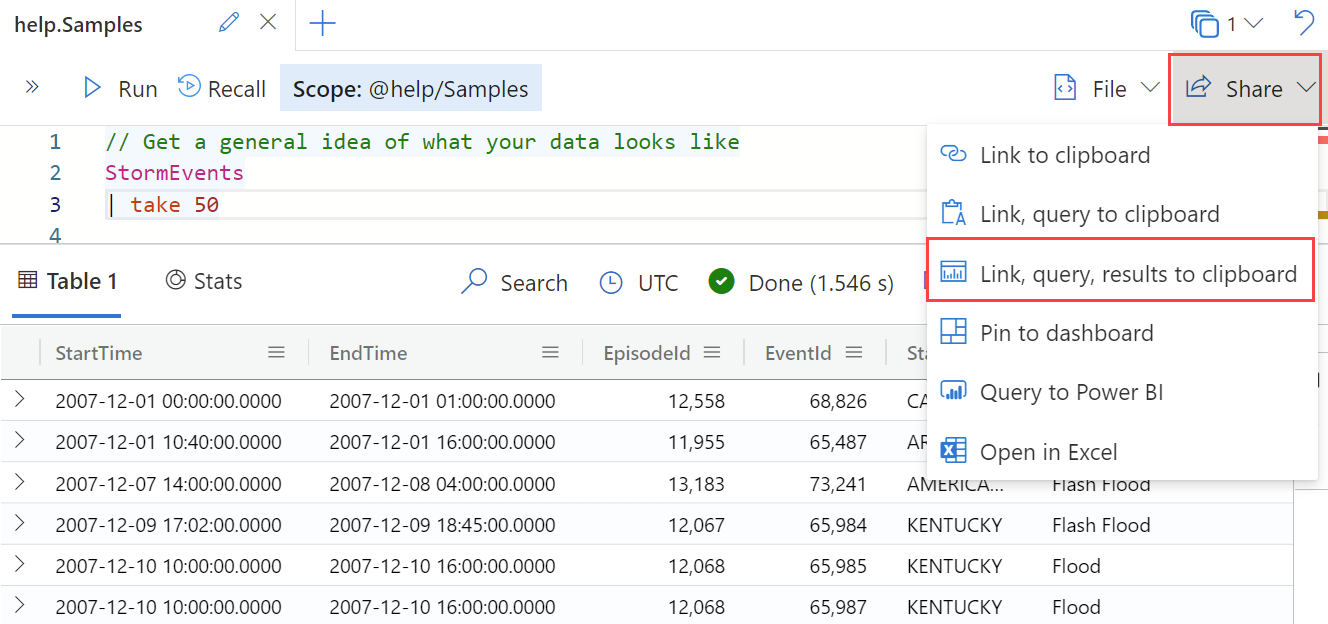 help.Samples
1
Run Recall Scope: @help/Samples File Share
1 // Get a general idea of what your data looks like
2 StormEvents
3 | take 50
4
Link to clipboard
Link, query to clipboard
Link, query, results to clipboard
Pin to dashboard
Query to Power BI
Open in Excel
Table 1 Stats Search UTC Done (1.546 s)
StartTime EndTime EpisodeId EventId
2007-12-01 00:00:00.0000 2007-12-01 01:00:00.0000 12,558 68,826
2007-12-01 10:40:00.0000 2007-12-01 16:00:00.0000 11,955 65,487
2007-12-07 14:00:00.0000 2007-12-08 04:00:00.0000 13,183 73,241 AMERICA... Flash Flood
2007-12-09 17:02:00.0000 2007-12-09 18:45:00.0000 12,067 65,984 KENTUCKY Flash Flood
2007-12-10 10:00:00.0000 2007-12-10 16:00:00.0000 12,068 65,985 KENTUCKY Flood
2007-12-10 10:00:00.0000 2007-12-10 16:00:00.0000 12,068 65,987 KENTUCKY Flood